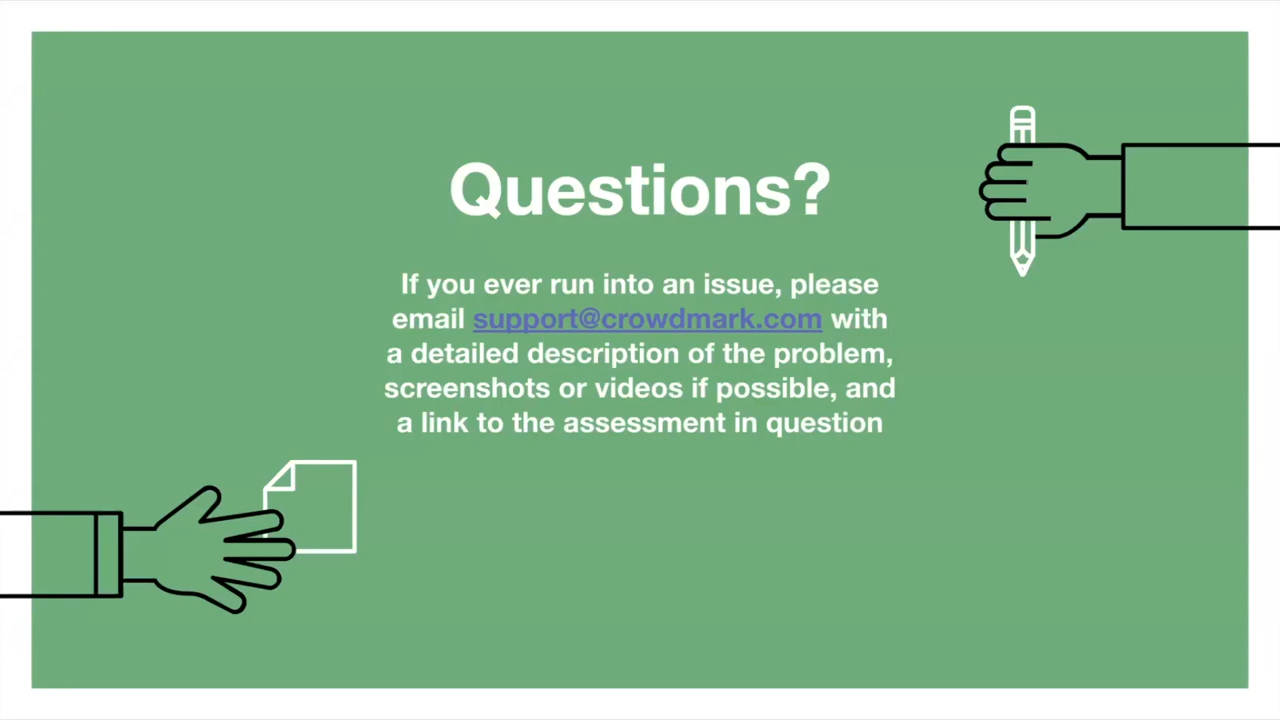 Questions?
If you ever run into an issue, please
email support@crowdmark.com with
a detailed description of the problem,
screenshots or videos if possible, and
a link to the assessment in question